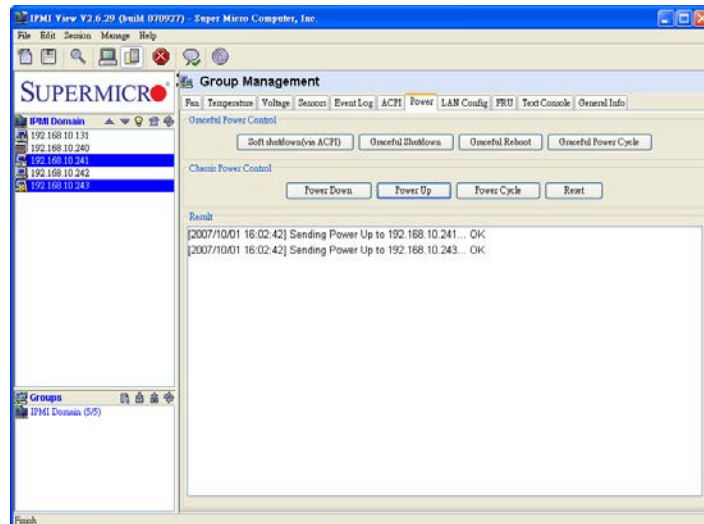 IPMI View V2.6.29 (build 070927) - Super Micro Computer, Inc.
File Edit Session Manage Help
SUPERMICRO
Group Management
Fan Temperature Voltage Sensors Event Log ACPI Power LAN Config FRU Text Console General Info
IPMI Domain
192.168.10.131
192.168.10.240
192.168.10.241
192.168.10.242
192.168.10.243
Graceful Power Control
Soft shutdown(via ACPI) Graceful Shutdown Graceful Reboot Graceful Power Cycle
Chassis Power Control
Power Down Power Up Power Cycle Reset
Result
[2007/10/01 16:02:42] Sending Power Up to 192.168.10.241... OK
[2007/10/01 16:02:42] Sending Power Up to 192.168.10.243... OK
Groups
IPMI Domain (5/5)
Finish